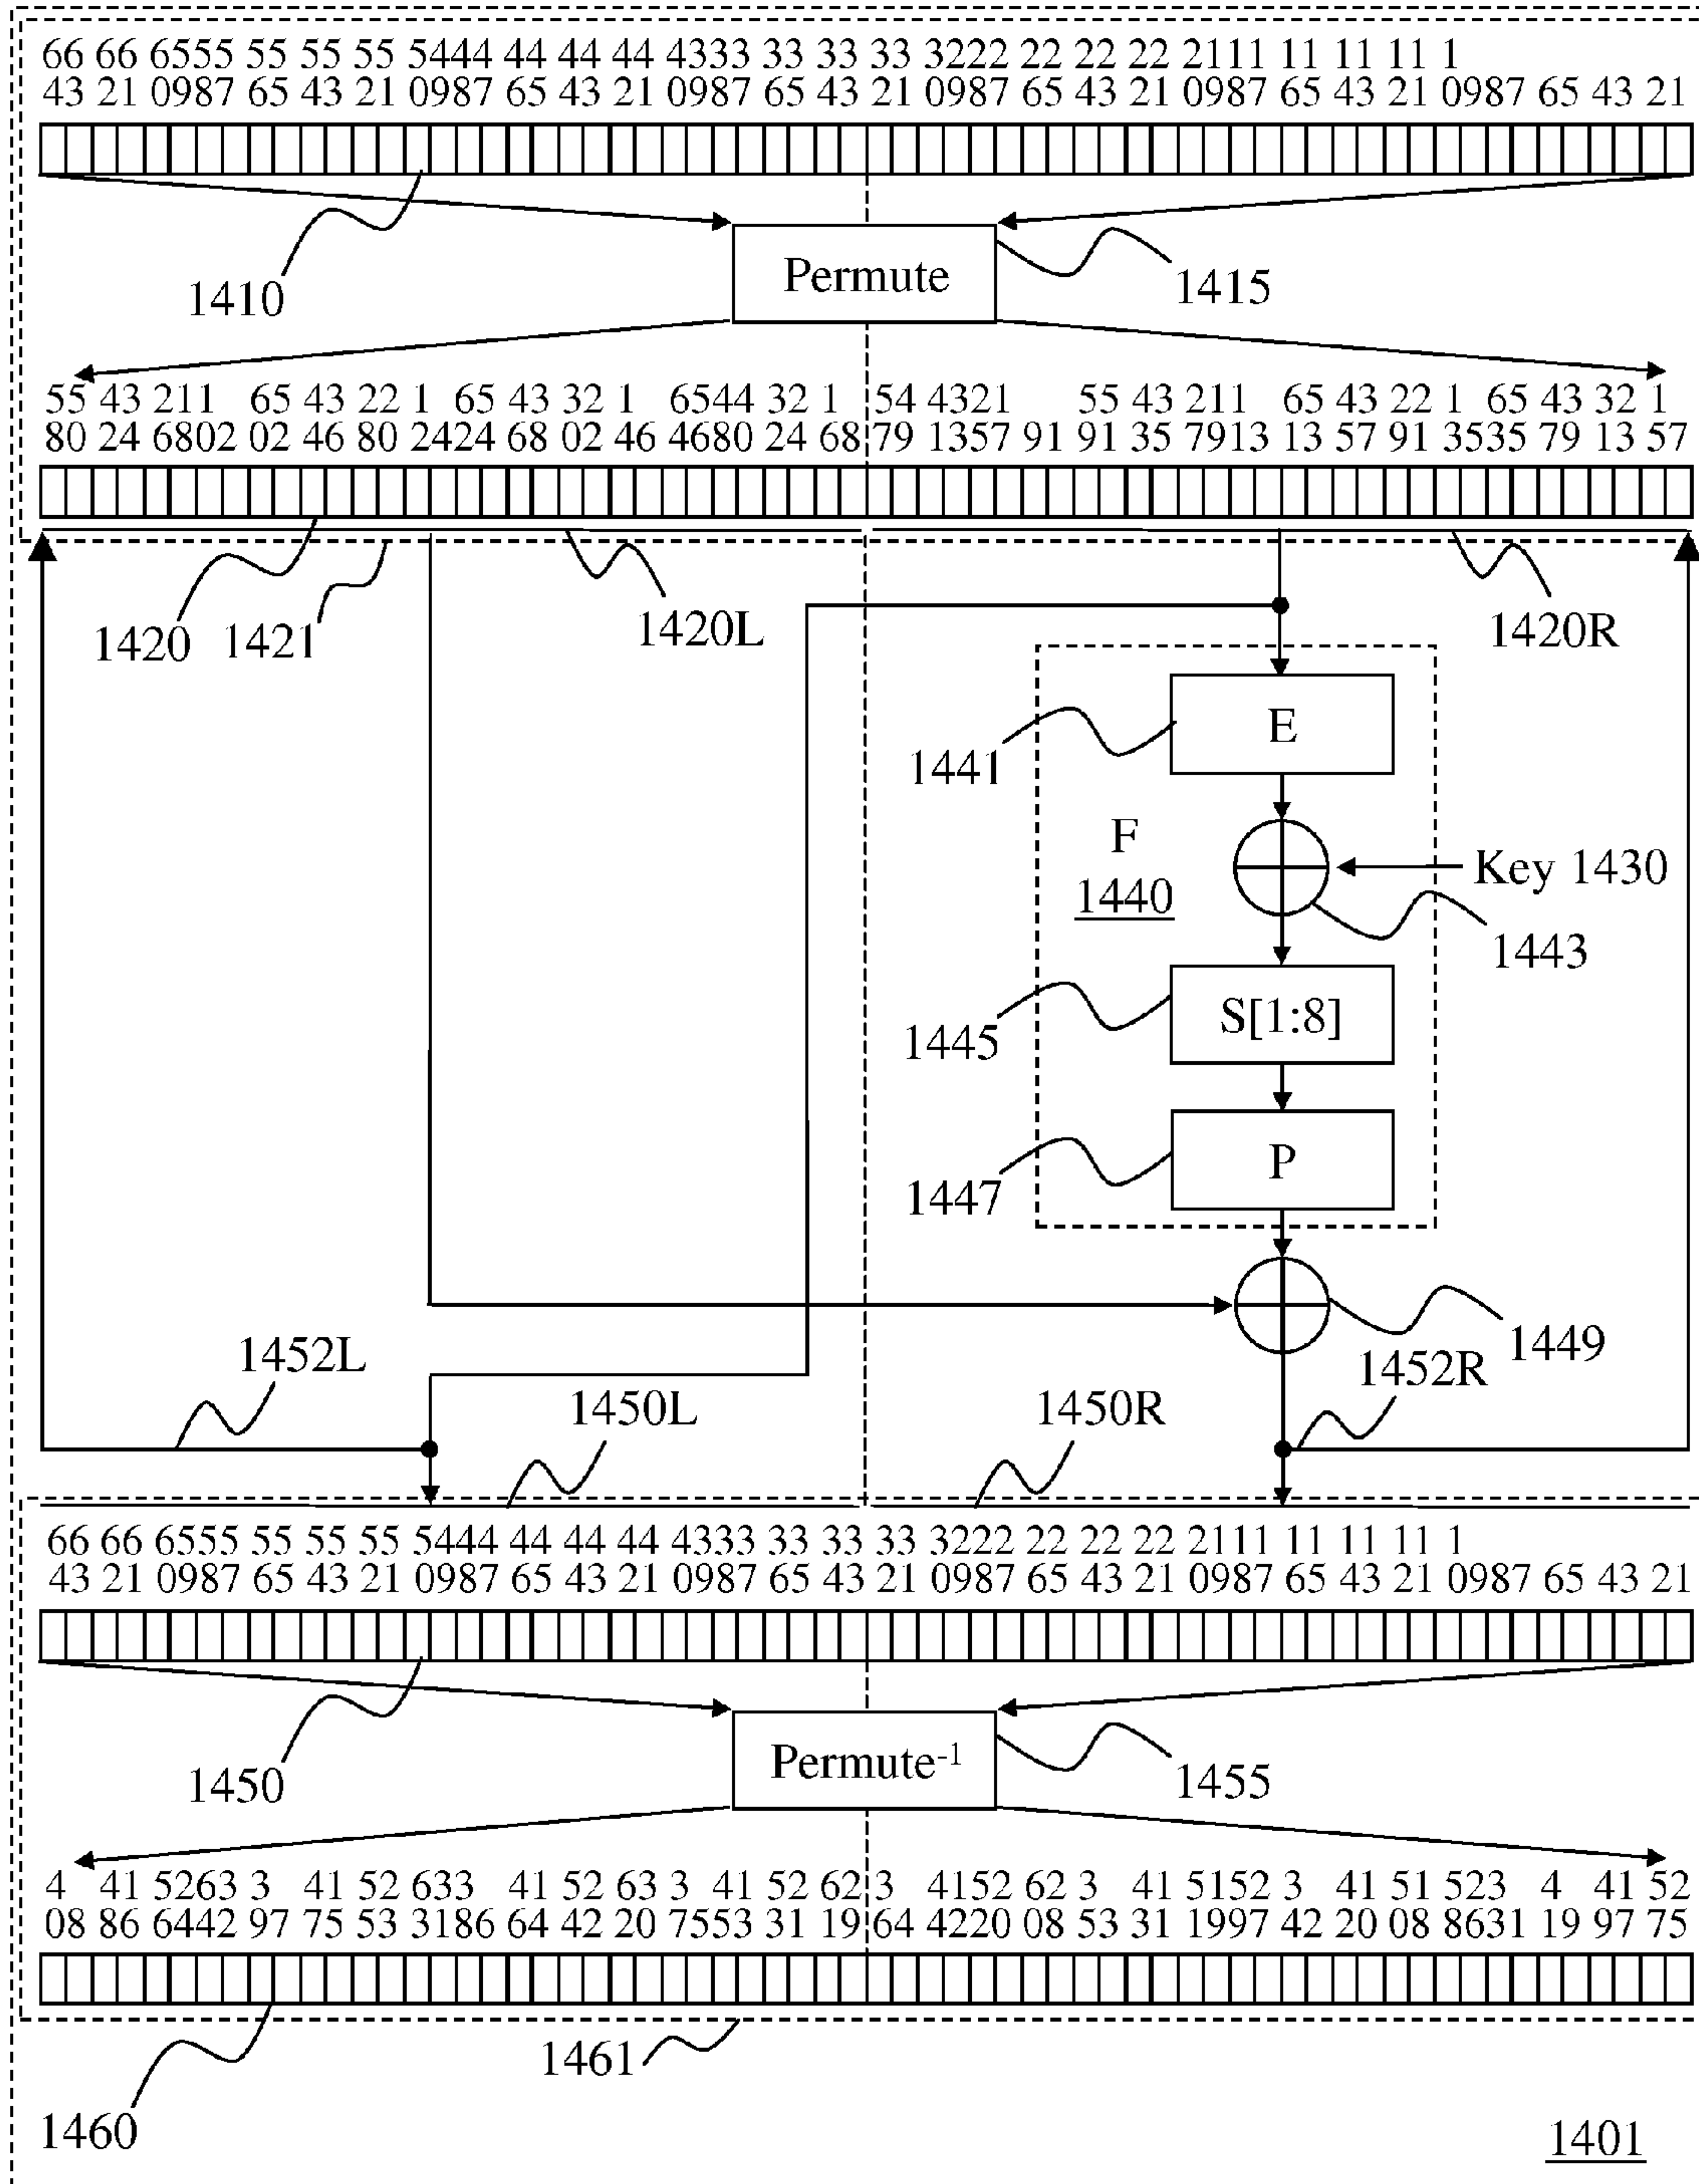 66 66 6555 55 55 55 5444 44 44 44 4333 33 33 33 3222 22 22 22 2111 11 11 11 1
43 21 0987 65 43 21 0987 65 43 21 0987 65 43 21 0987 65 43 21 0987 65 43 21 0987 65 43 21
Permute
1410
1415
55 43 211 65 43 22 1 65 43 32 1 6544 32 1 54 4321 55 43 211 65 43 22 1 65 43 32 1
80 24 6802 02 46 80 2424 68 02 46 4680 24 68 79 1357 91 91 35 7913 13 57 91 3535 79 13 57
1420
1421
1420L
1420R
E
1441
F
1440
Key 1430
1443
S[1:8]
1445
P
1447
1449
1452L
1452R
1450L
1450R
66 66 6555 55 55 55 5444 44 44 44 4333 33 33 33 3222 22 22 22 2111 11 11 11 1
43 21 0987 65 43 21 0987 65 43 21 0987 65 43 21 0987 65 43 21 0987 65 43 21 0987 65 43 21
Permute-1
1450
1455
4 41 5263 3 41 52 633 41 52 63 3 41 52 62 3 4152 62 3 41 5152 3 41 51 523 4 41 52
08 86 6442 97 75 53 3186 64 42 20 7553 31 19 64 4220 08 53 31 1997 42 20 08 8631 19 97 75
1461
1460
1401